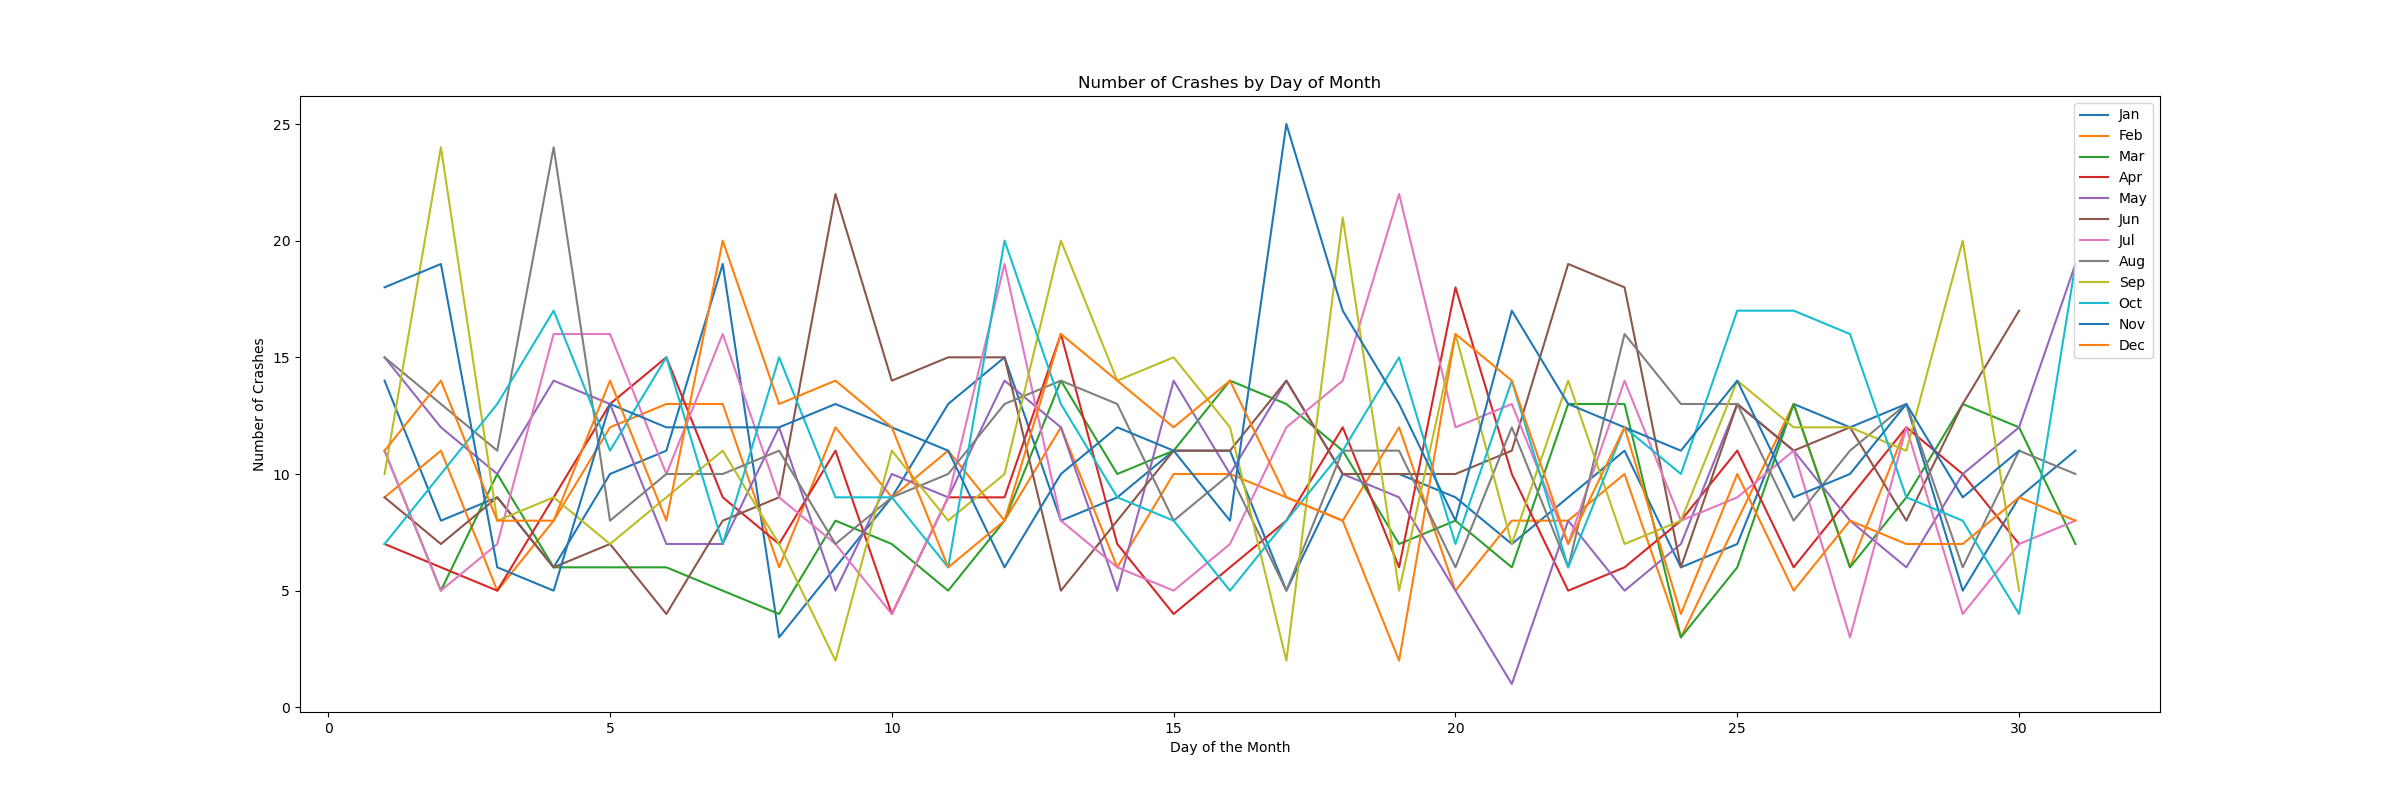 Number of Crashes by Day of Month
Number of Crashes
25
20
15
10
5
0
0 5 10 15 20 25 30
Day of the Month
Jan
Feb
Mar
Apr
May
Jun
Jul
Aug
Sep
Oct
Nov
Dec